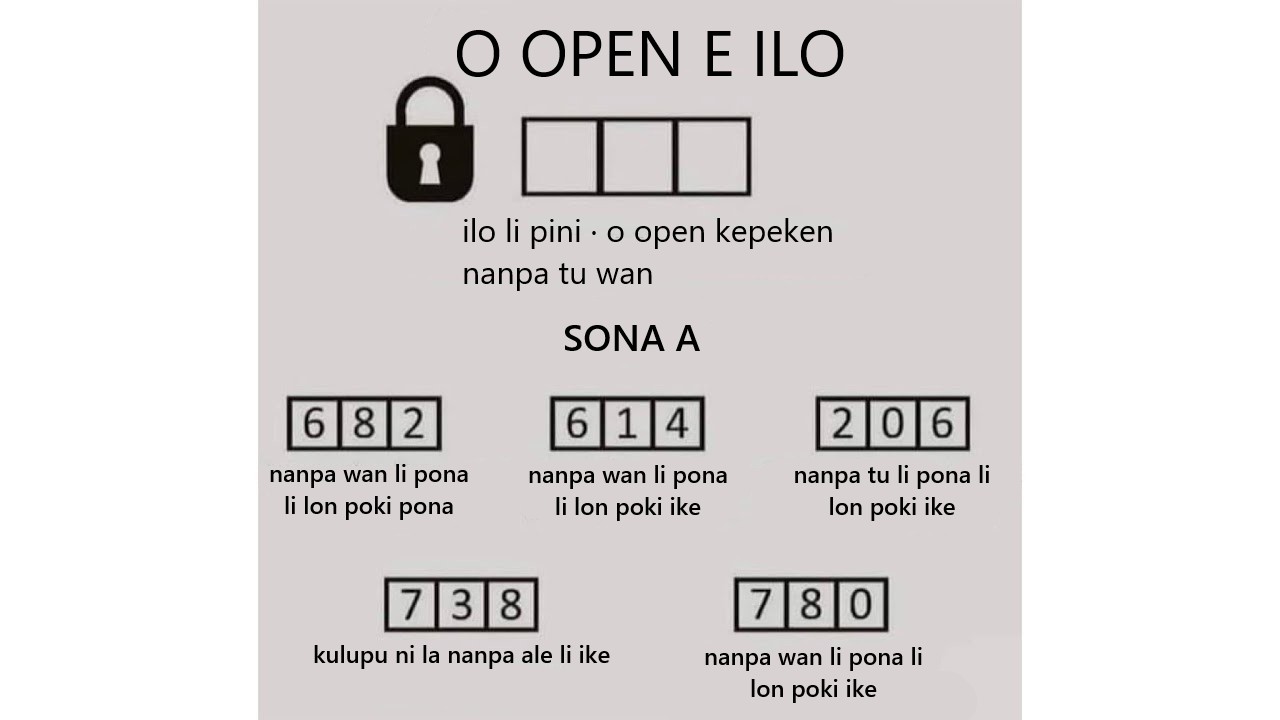 O OPEN E ILO
ilo li pini · o open kepeken
nanpa tu wan
SONA A
6 8 2
nanpa wan li pona
li lon poki pona
6 1 4
nanpa wan li pona
li lon poki ike
2 0 6
nanpa tu li pona li
lon poki ike
7 3 8
kulupu ni la nanpa ale li ike
7 8 0
nanpa wan li pona li
lon poki ike